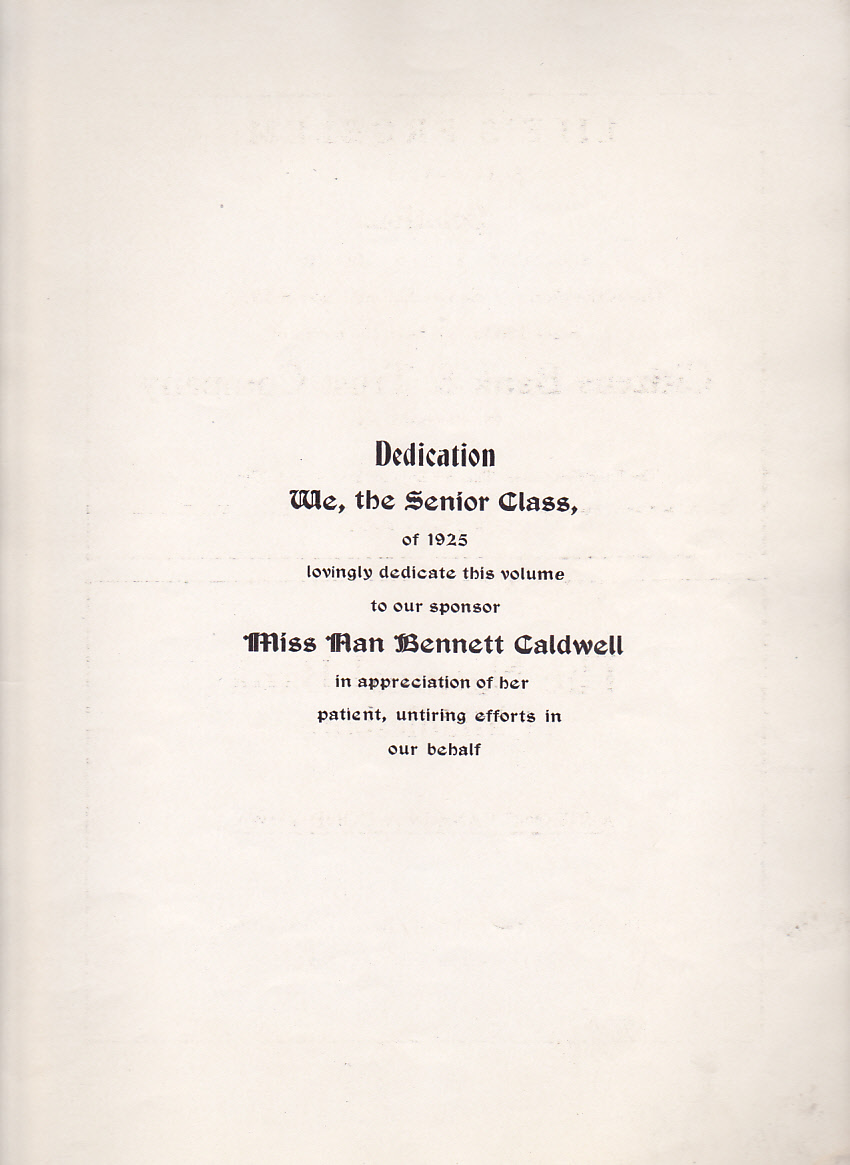 Dedication
We, the Senior Class,
of 1925
lovingly dedicate this volume
to our sponsor
Miss Nan Bennett Caldwell
in appreciation of her
patient, untiring efforts in
our behalf